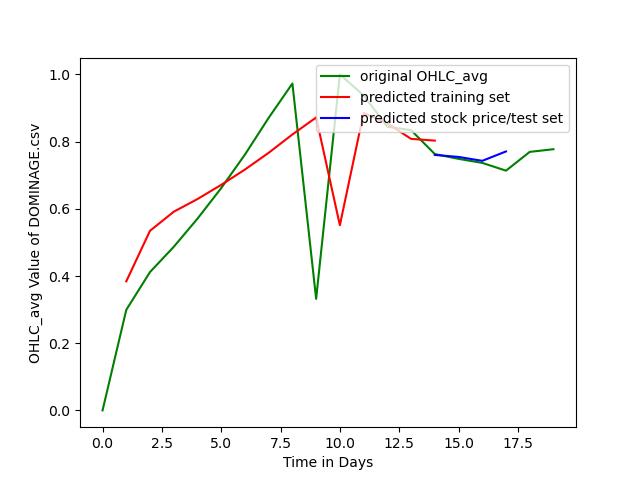 original OHLC_avg
predicted training set
predicted stock price/test set
1.0
0.8
0.6
0.4
0.2
0.0
OHLC_avg Value of DOMINAGE.csv
0.0 2.5 5.0 7.5 10.0 12.5 15.0 17.5
Time in Days